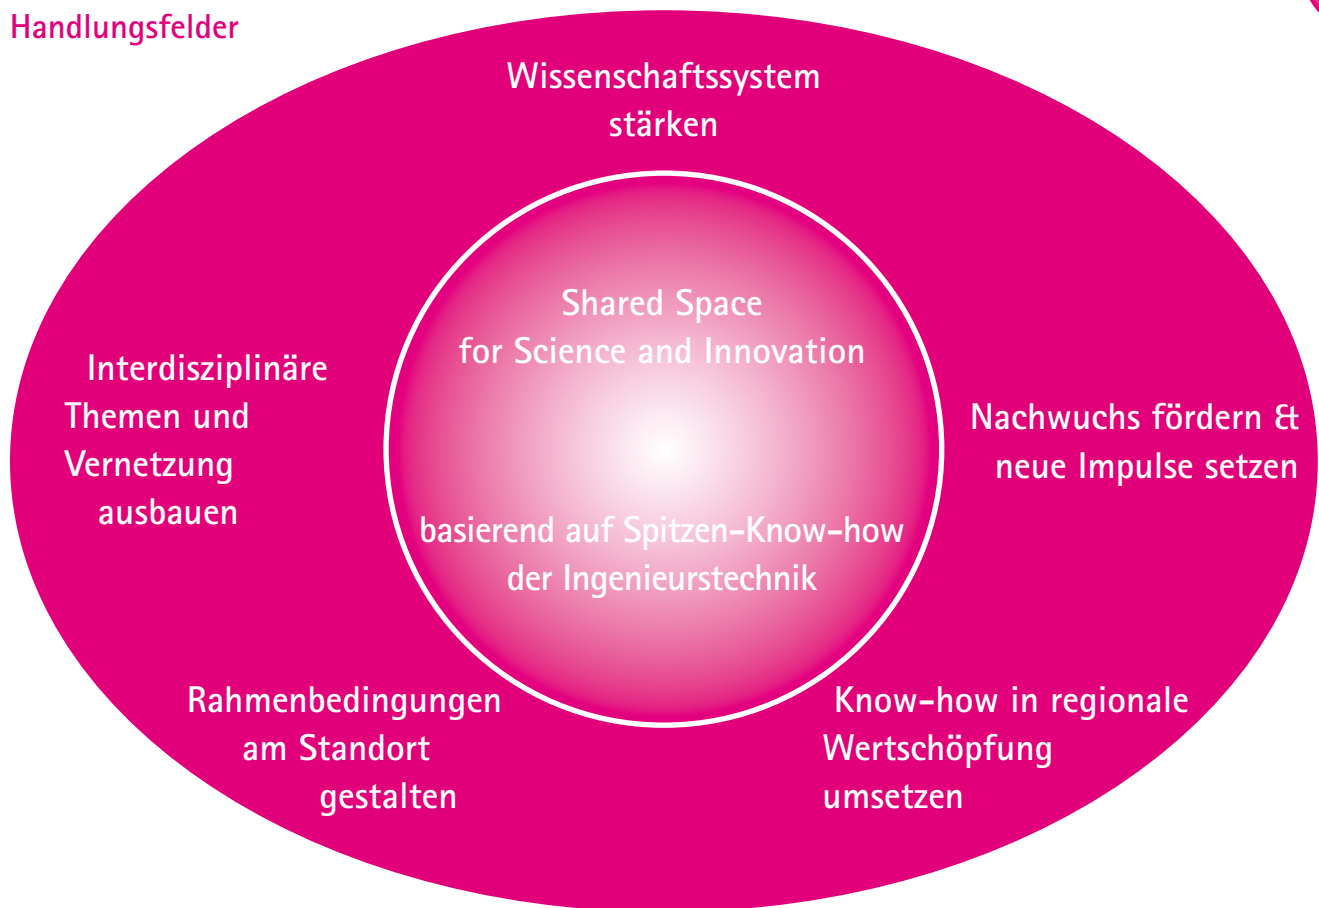 Handlungsfelder
Wissenschaftssystem
stärken
Shared Space
for Science and Innovation
basierend auf Spitzen-Know-how
der Ingenieurstechnik
Interdisziplinäre
Themen und
Vernetzung
ausbauen
Nachwuchs fördern &
neue Impulse setzen
Rahmenbedingungen
am Standort
gestalten
Know-how in regionale
Wertschöpfung
umsetzen